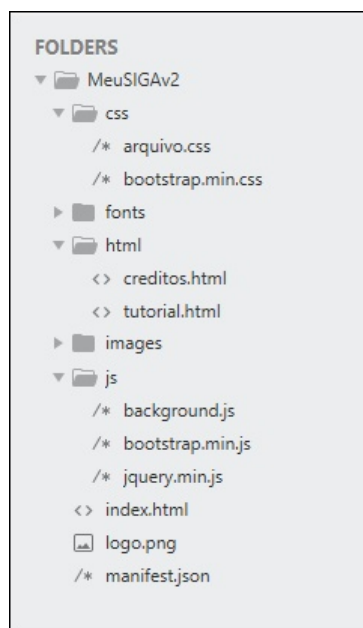 FOLDERS
MeuSIGAv2
css
/* arquivo.css
/* bootstrap.min.css
fonts
html
<> creditos.html
<> tutorial.html
images
js
/* background.js
/* bootstrap.min.js
/* jquery.min.js
<> index.html
logo.png
/* manifest.json